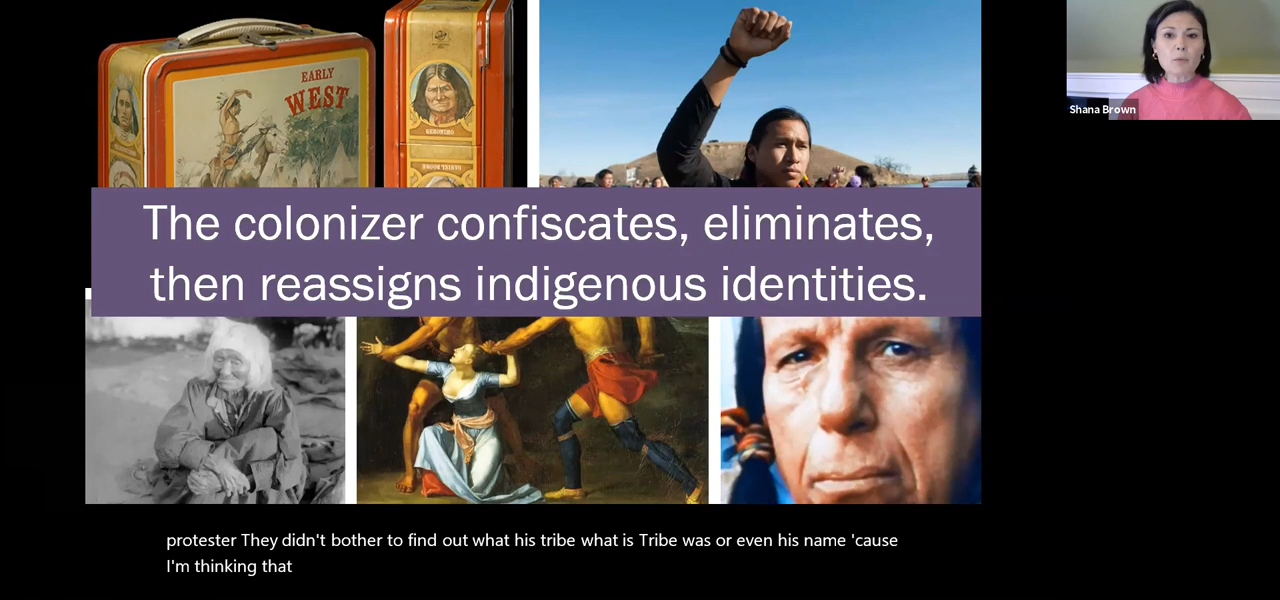 EARLY
WEST
GERONIMO
Shana Brown
The colonizer confiscates, eliminates,
then reassigns indigenous identities.
protester They didn't bother to find out what his tribe what is Tribe was or even his name 'cause
I'm thinking that